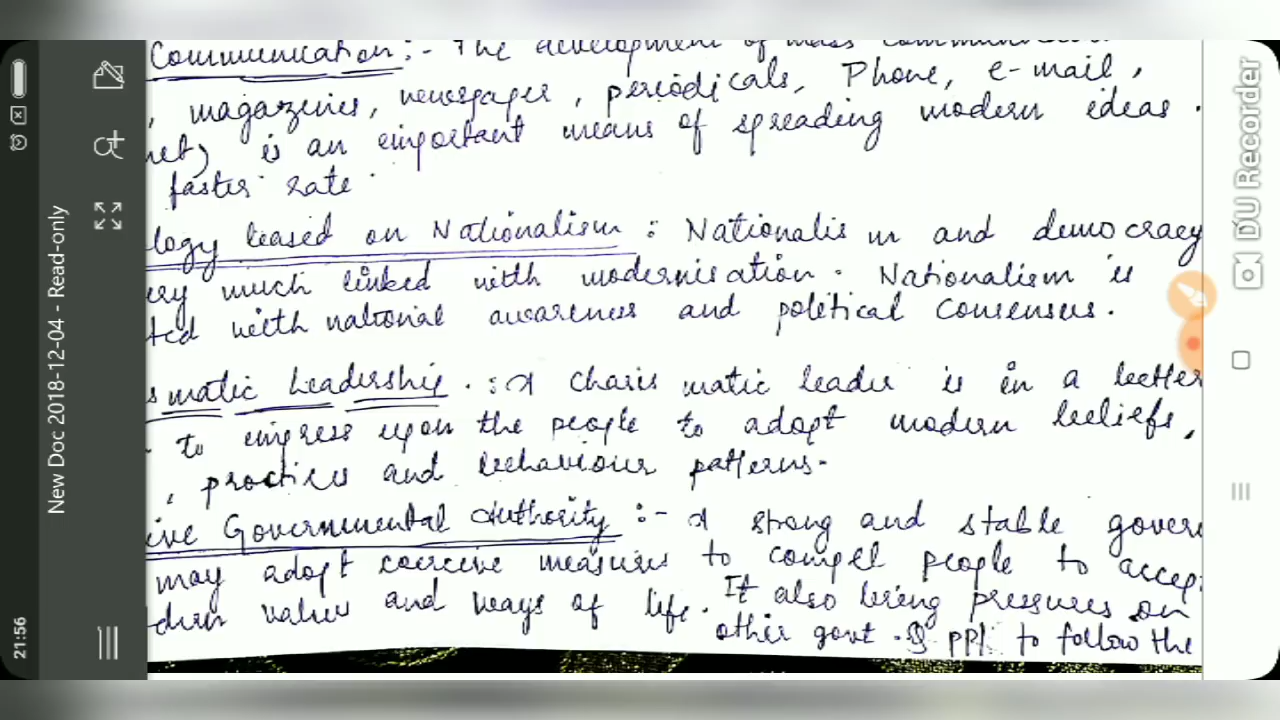 Communication :- The development of mass
, magazines, newspaper, periodicals, Phone, e-mail,
net) is an important means of spreading modern ideas.
faster rate.
logy based on Nationalism : Nationalism and democracy
ery much linked with modernisation. Nationalism is
ted with national awareness and political consensus.
smatic Leadership. : A charismatic leader is in a better
to impress upon the people to adopt modern beliefs,
, practices and behaviour patterns.
ive Governmental Authority :- A strong and stable govern
may adopt coercive measures to compel people to accept
dern values and ways of life. It also bring pressures on
other govt. & ppl to follow the
New Doc 2018-12-04 - Read-only
21:56
DU Recorder